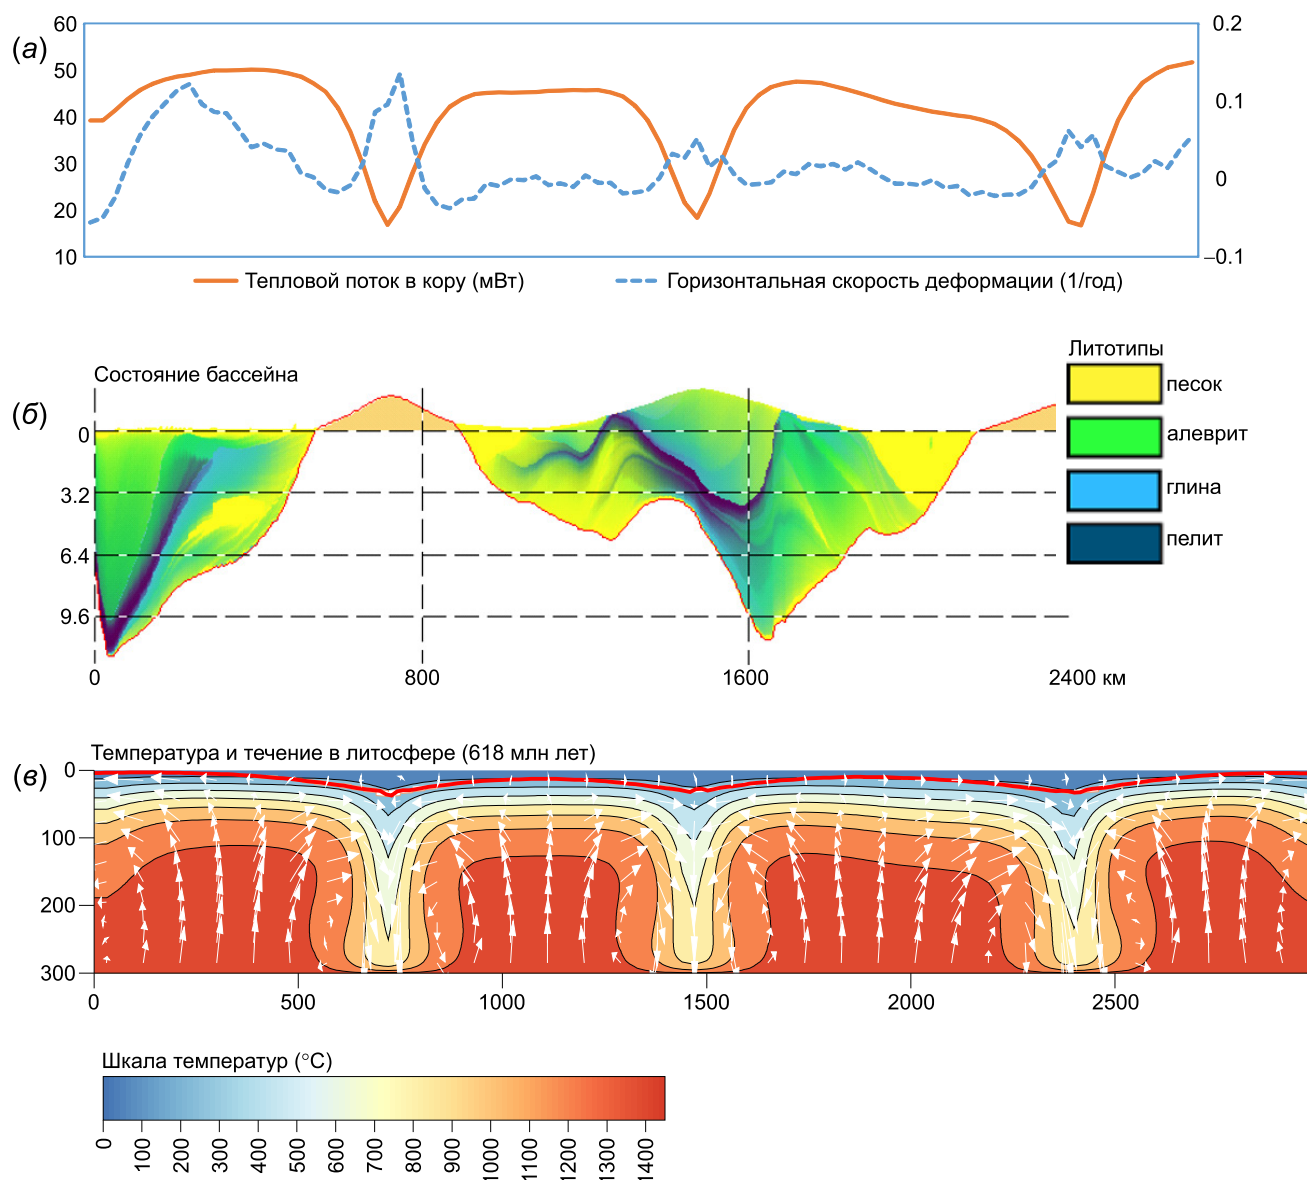 (а)
60
50
40
30
20
10
0.2
0.1
0
–0.1
Тепловой поток в кору (мВт)
Горизонтальная скорость деформации (1/год)
(б)
Состояние бассейна
0
3.2
6.4
9.6
0 800 1600 2400 км
Литотипы
песок
алеврит
глина
пелит
(в)
Температура и течение в литосфере (618 млн лет)
0
100
200
300
0 500 1000 1500 2000 2500
Шкала температур (°C)
0 100 200 300 400 500 600 700 800 900 1000 1100 1200 1300 1400